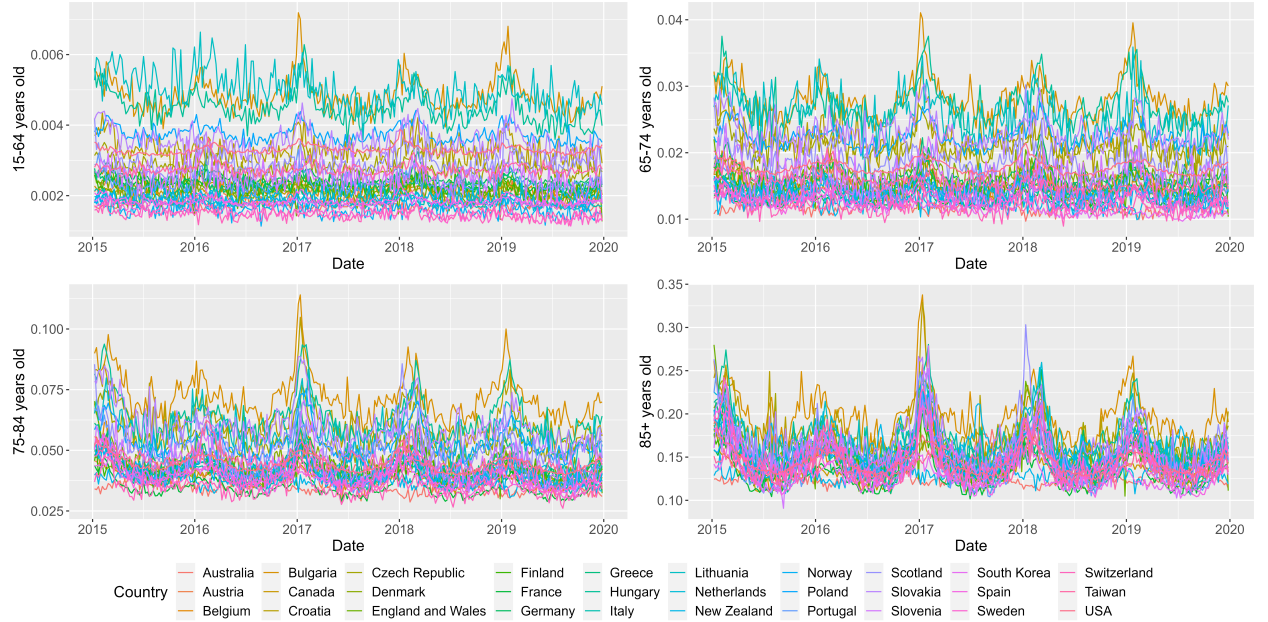 15-64 years old
0.006
0.004
0.002
2015 2016 2017 2018 2019 2020
Date
65-74 years old
0.04
0.03
0.02
0.01
2015 2016 2017 2018 2019 2020
Date
75-84 years old
0.100
0.075
0.050
0.025
2015 2016 2017 2018 2019 2020
Date
85+ years old
0.35
0.30
0.25
0.20
0.15
0.10
2015 2016 2017 2018 2019 2020
Date
Country
Australia Bulgaria Czech Republic Finland Greece Lithuania Norway Scotland South Korea Switzerland
Austria Canada Denmark France Hungary Netherlands Poland Slovakia Spain Taiwan
Belgium Croatia England and Wales Germany Italy New Zealand Portugal Slovenia Sweden USA